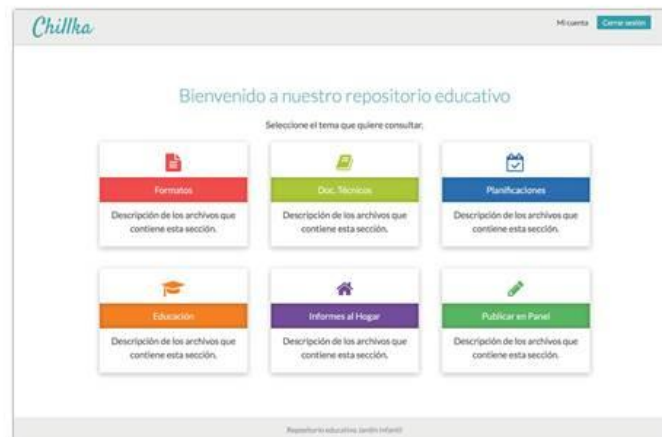 Chillka
Mi cuenta
Cerrar sesión
Bienvenido a nuestro repositorio educativo
Seleccione el tema que quiere consultar.
Formatos
Doc. Técnicos
Planificaciones
Descripción de los archivos que
contiene esta sección.
Descripción de los archivos que
contiene esta sección.
Descripción de los archivos que
contiene esta sección.
Educación
Informes al Hogar
Publicar en Panel
Descripción de los archivos que
contiene esta sección.
Descripción de los archivos que
contiene esta sección.
Descripción de los archivos que
contiene esta sección.
Repositorio educativo Jardín Infantil